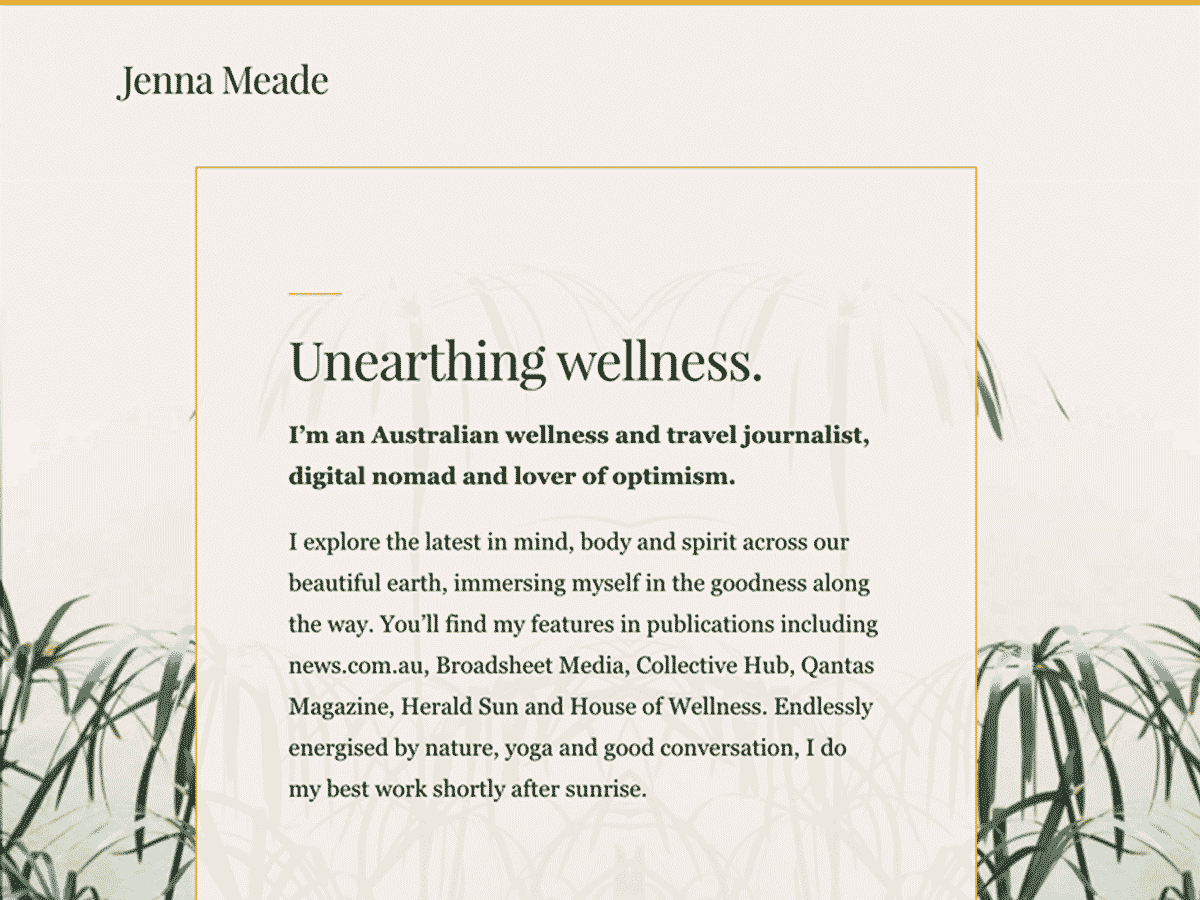 Jenna Meade
Unearthing wellness.
I’m an Australian wellness and travel journalist,
digital nomad and lover of optimism.
I explore the latest in mind, body and spirit across our
beautiful earth, immersing myself in the goodness along
the way. You’ll find my features in publications including
news.com.au, Broadsheet Media, Collective Hub, Qantas
Magazine, Herald Sun and House of Wellness. Endlessly
energised by nature, yoga and good conversation, I do
my best work shortly after sunrise.